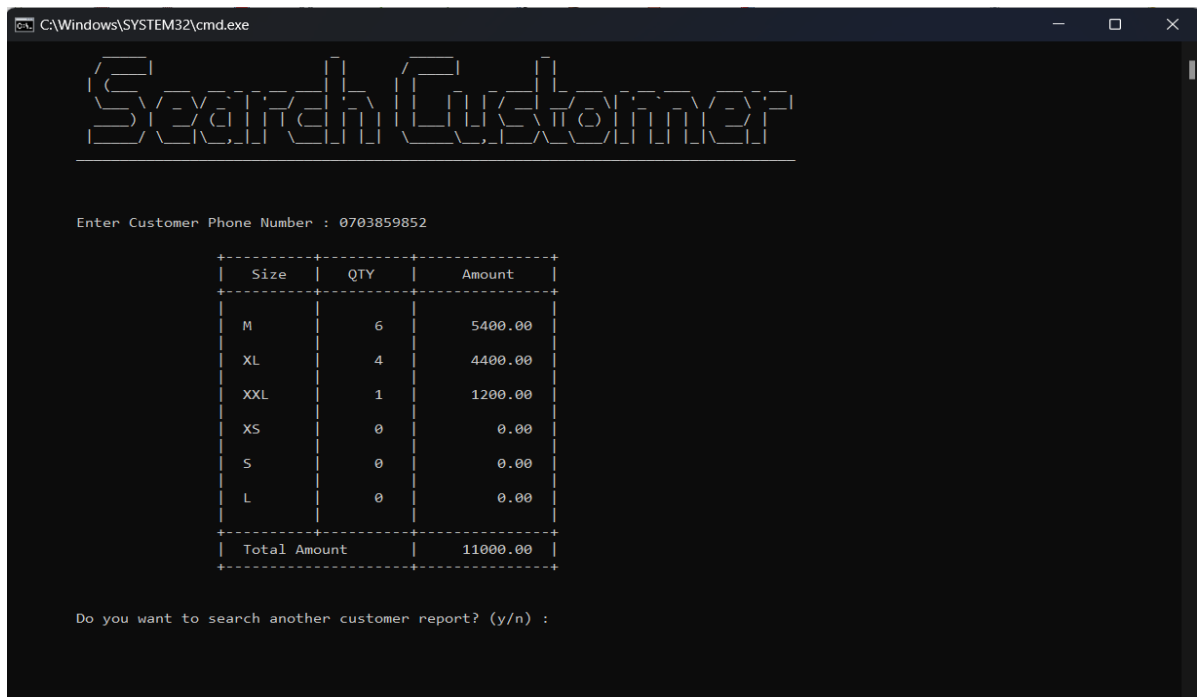 C:\Windows\SYSTEM32\cmd.exe
Search Customer
Enter Customer Phone Number : 0703859852
Size QTY Amount
M 6 5400.00
XL 4 4400.00
XXL 1 1200.00
XS 0 0.00
S 0 0.00
L 0 0.00
Total Amount 11000.00
Do you want to search another customer report? (y/n) :